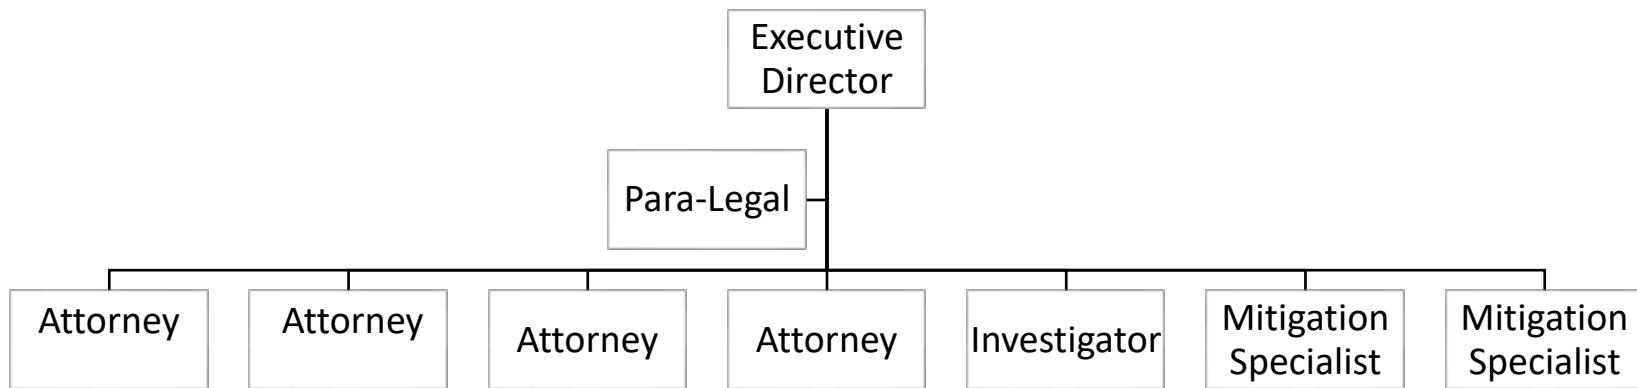 Executive
Director
Para-Legal
Attorney
Attorney
Attorney
Attorney
Investigator
Mitigation
Specialist
Mitigation
Specialist